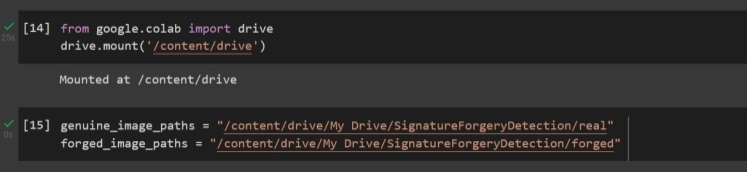 [14] from google.colab import drive
25s drive.mount('/content/drive')
Mounted at /content/drive
[15] genuine_image_paths = "/content/drive/My Drive/SignatureForgeryDetection/real"
0s forged_image_paths = "/content/drive/My Drive/SignatureForgeryDetection/forged"